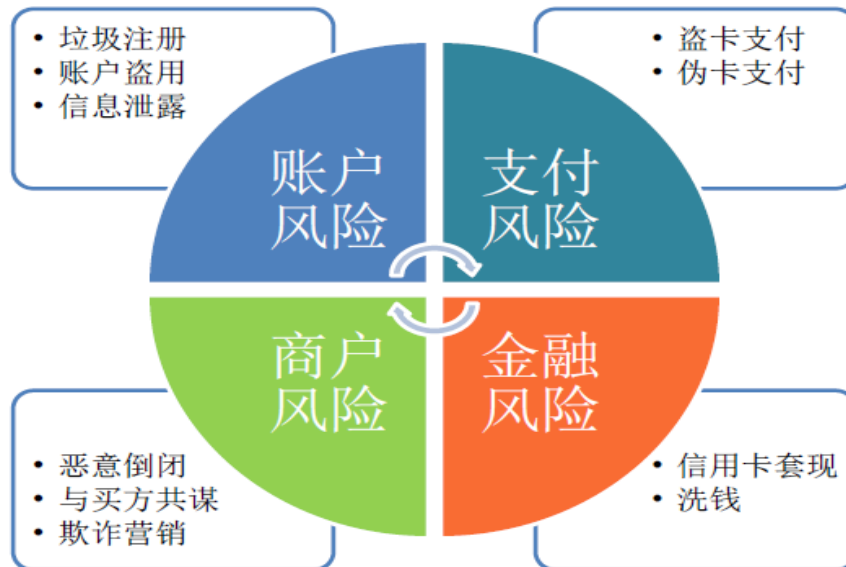 • 垃圾注册
• 账户盗用
• 信息泄露
• 盗卡支付
• 伪卡支付
账户
风险
支付
风险
商户
风险
金融
风险
• 恶意倒闭
• 与买方共谋
• 欺诈营销
• 信用卡套现
• 洗钱